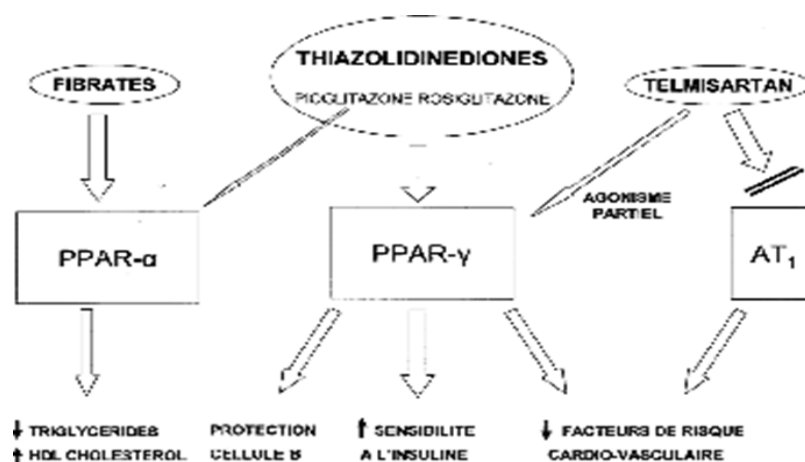 THIAZOLIDINEDIONES
FIBRATES
PIOGLITAZONE ROSIGLITAZONE
TELMISARTAN
AGONISME
PARTIEL
PPAR-α
PPAR-γ
AT₁
↓ TRIGLYCERIDES
↑ HDL CHOLESTEROL
PROTECTION
CELLULE B
↑ SENSIBILITE
A L'INSULINE
↓ FACTEURS DE RISQUE
CARDIO-VASCULAIRE